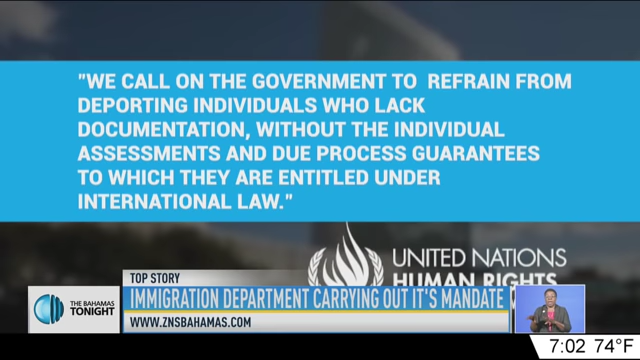 "WE CALL ON THE GOVERNMENT TO REFRAIN FROM
DEPORTING INDIVIDUALS WHO LACK
DOCUMENTATION, WITHOUT THE INDIVIDUAL
ASSESSMENTS AND DUE PROCESS GUARANTEES
TO WHICH THEY ARE ENTITLED UNDER
INTERNATIONAL LAW."
UNITED NATIONS
HUMAN RIGHTS
TOP STORY
IMMIGRATION DEPARTMENT CARRYING OUT IT'S MANDATE
THE BAHAMAS
TONIGHT
WWW.ZNSBAHAMAS.COM
7:02 74°F